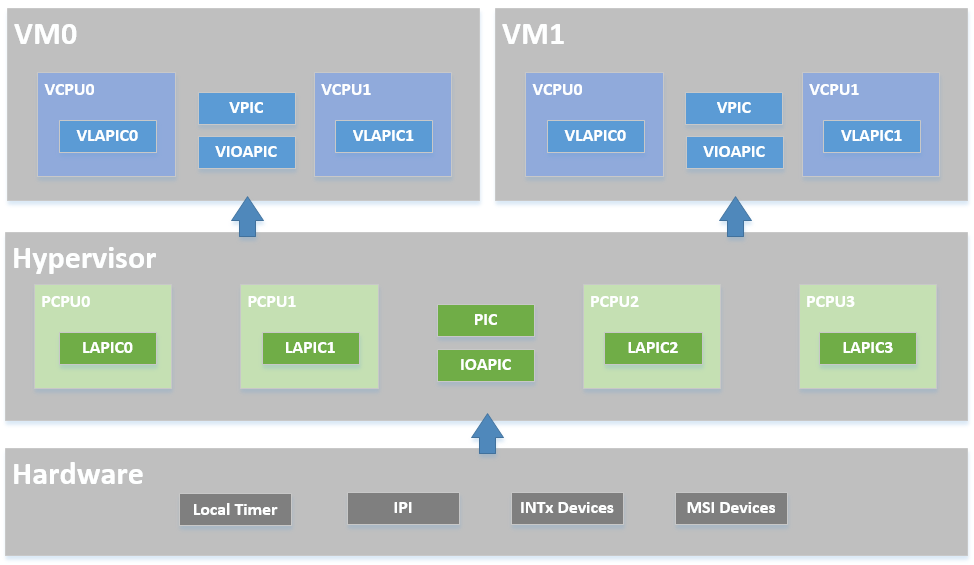 VM0
VCPU0
VLAPIC0
VPIC
VIOAPIC
VCPU1
VLAPIC1
VM1
VCPU0
VLAPIC0
VPIC
VIOAPIC
VCPU1
VLAPIC1
Hypervisor
PCPU0
LAPIC0
PCPU1
LAPIC1
PIC
IOAPIC
PCPU2
LAPIC2
PCPU3
LAPIC3
Hardware
Local Timer
IPI
INTx Devices
MSI Devices